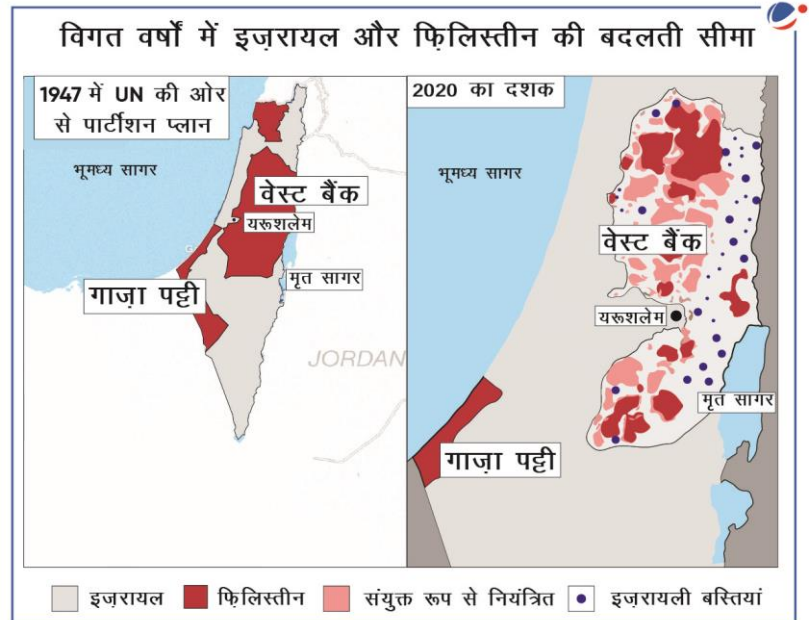 विगत वर्षों में इज़रायल और फ़िलिस्तीन की बदलती सीमा
1947 में UN की ओर
से पार्टीशन प्लान
भूमध्य सागर
वेस्ट बैंक
यरूशलेम
गाज़ा पट्टी
मृत सागर
JORDAN
2020 का दशक
भूमध्य सागर
वेस्ट बैंक
यरूशलेम
मृत सागर
गाज़ा पट्टी
इज़रायल
फ़िलिस्तीन
संयुक्त रूप से नियंत्रित
इज़रायली बस्तियां